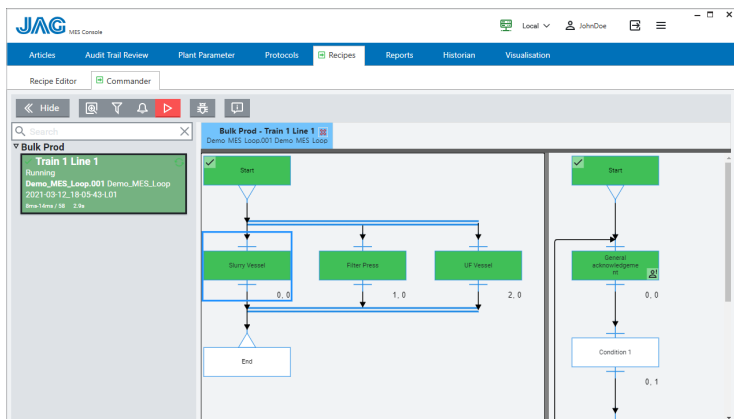 JAG MES Console
Local
JohnDoe
Articles
Audit Trail Review
Plant Parameter
Protocols
Recipes
Reports
Historian
Visualisation
Recipe Editor
Commander
Hide
Search
Bulk Prod
Train 1 Line 1
Running
Demo_MES_Loop.001 Demo_MES_Loop
2021-03-12_18-05-43-L01
8ms-14ms / 58 2.9s
Bulk Prod - Train 1 Line 1
Demo MES Loop.001 Demo MES Loop
Start
Slurry Vessel
0, 0
Filter Press
1, 0
UF Vessel
2, 0
End
Start
General
acknowledgeme
nt
0, 0
Condition 1
0, 1